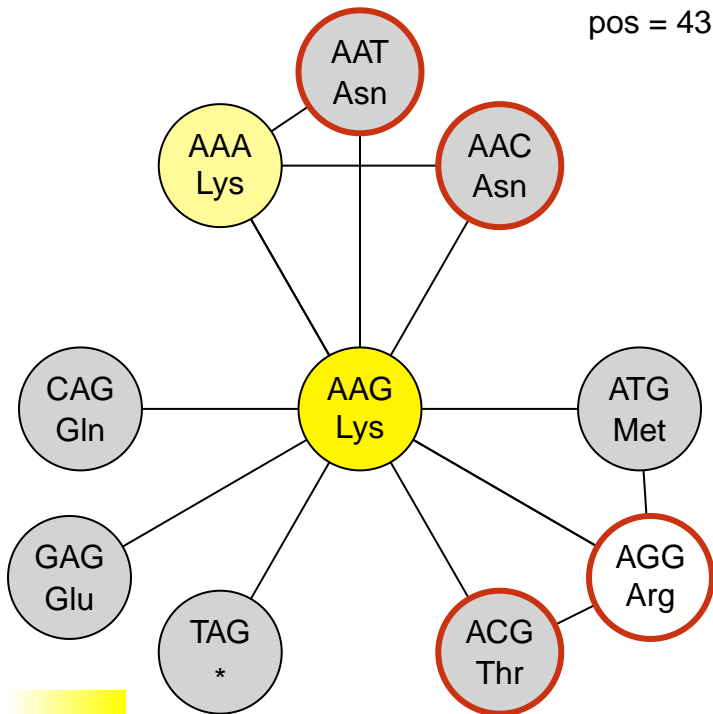 pos = 43
AAT
Asn
AAA
Lys
AAC
Asn
CAG
Gln
AAG
Lys
ATG
Met
GAG
Glu
AGG
Arg
TAG
*
ACG
Thr